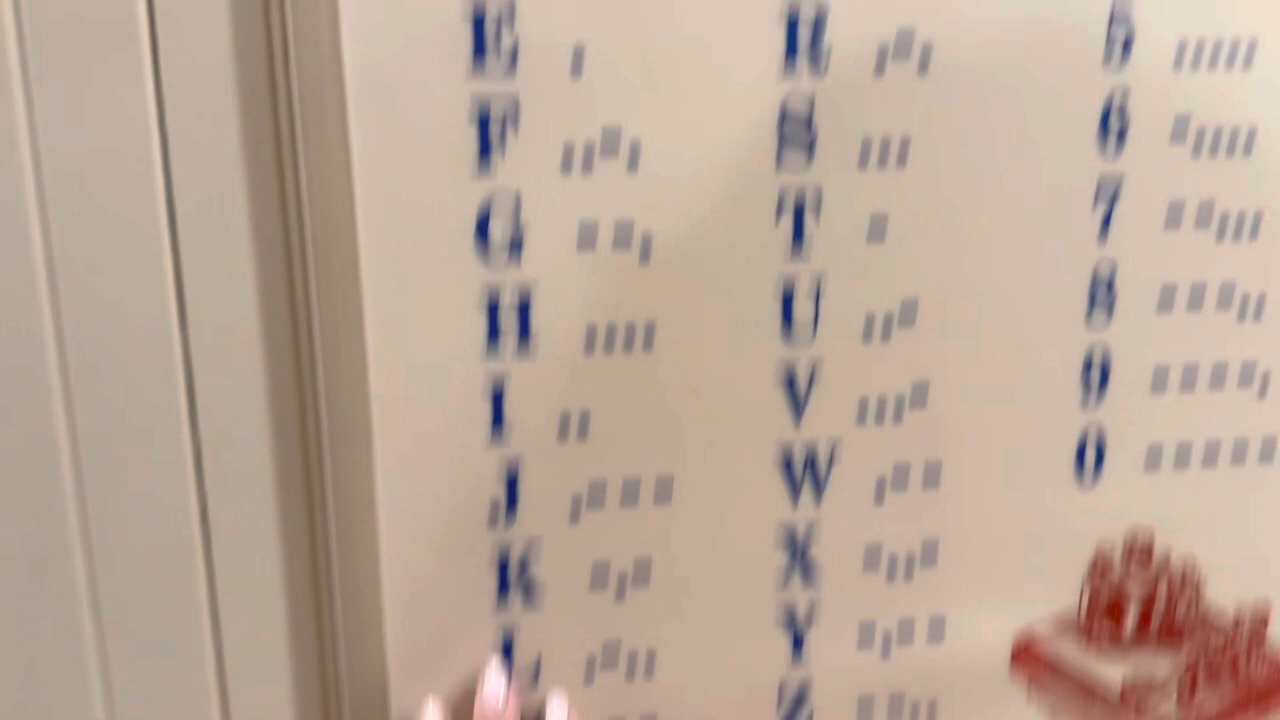 E .
F ..-.
G --.
H ....
I ..
J .---
K -.-
L .-..
R .-.
S ...
T -
U ..-
V ...-
W .--
X -..-
Y -.--
Z --..
5 .....
6 -....
7 --...
8 ---..
9 ----.
0 -----